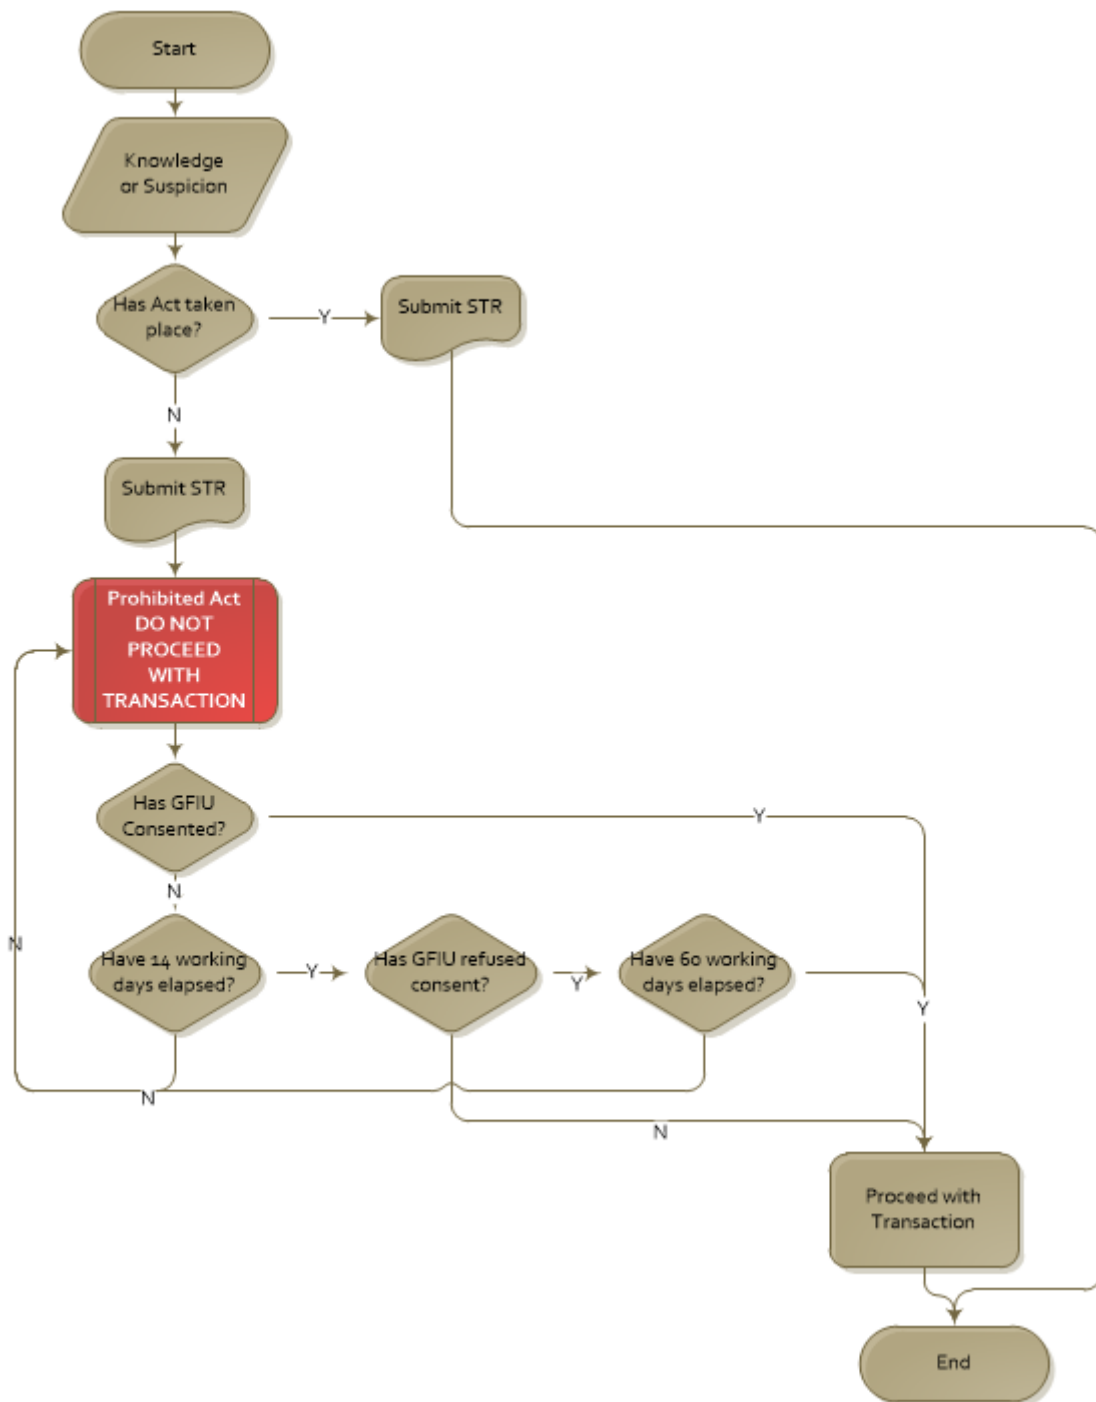 Start
Knowledge
or Suspicion
Has Act taken
place?
Y
Submit STR
N
Submit STR
Prohibited Act
DO NOT
PROCEED
WITH
TRANSACTION
Has GFIU
Consented?
Y
N
N
Have 14 working
days elapsed?
Y
Has GFIU refused
consent?
Y
Have 60 working
days elapsed?
Y
N
N
Proceed with
Transaction
End